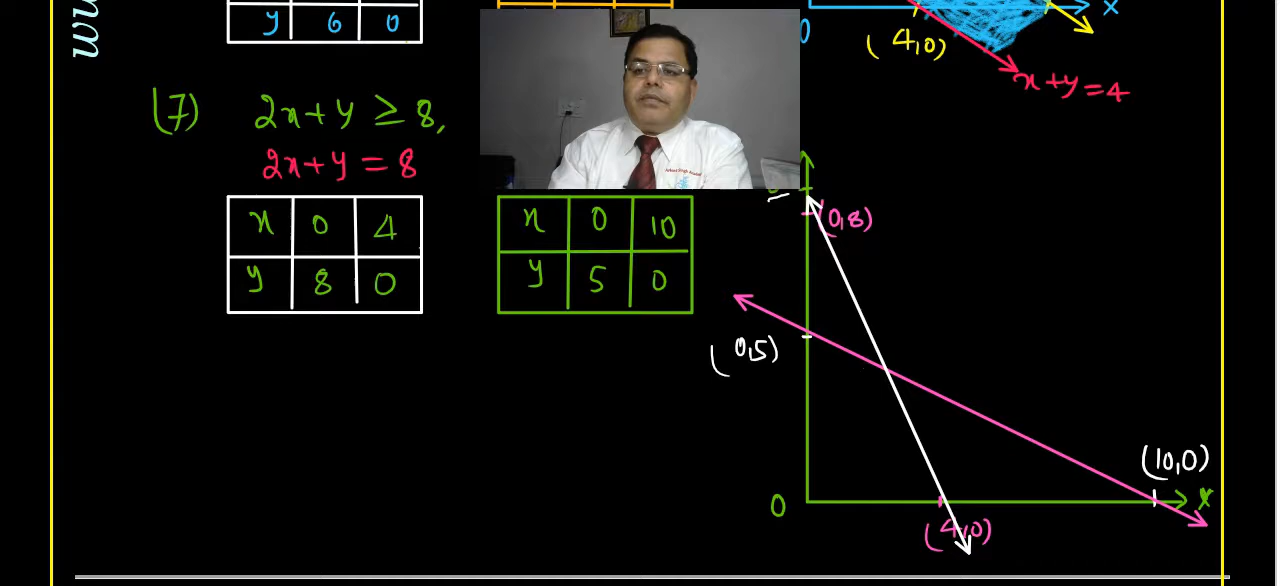 y 6 0
0 X
(4,0)
x+y=4
(7) 2x+y ≥ 8,
2x+y = 8
x 0 4
y 8 0
x 0 10
y 5 0
(0,8)
(0,5)
(10,0)
0 X
(4,0)